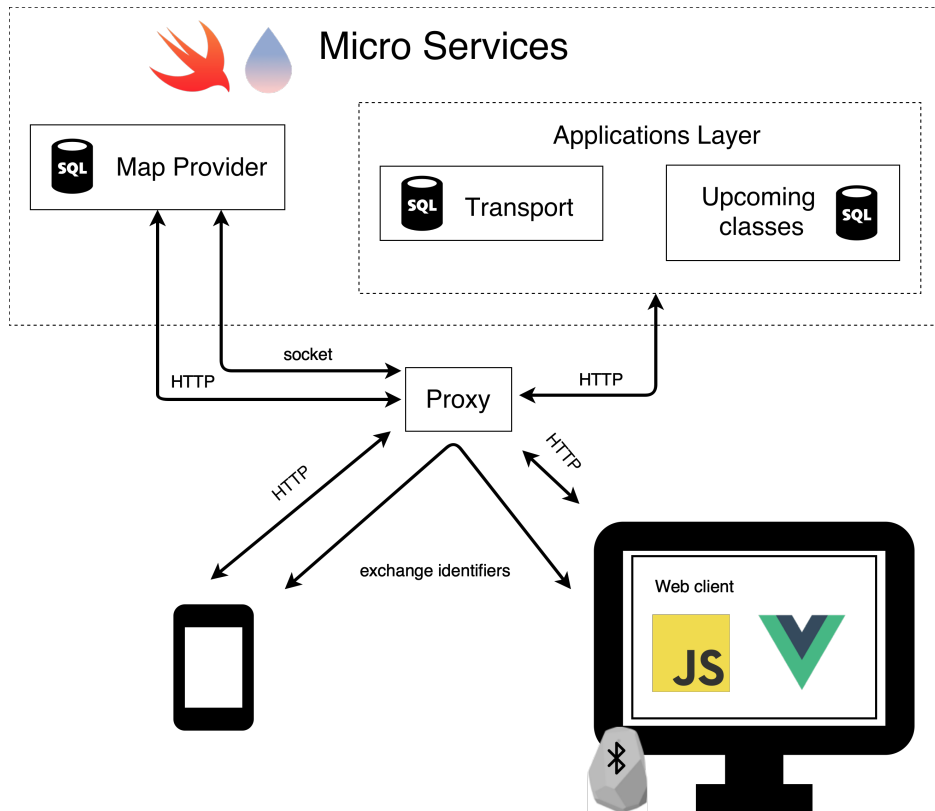 Micro Services
Applications Layer
SQL
Map Provider
SQL
Transport
Upcoming
classes
SQL
socket
HTTP
HTTP
Proxy
HTTP
HTTP
exchange identifiers
Web client
JS